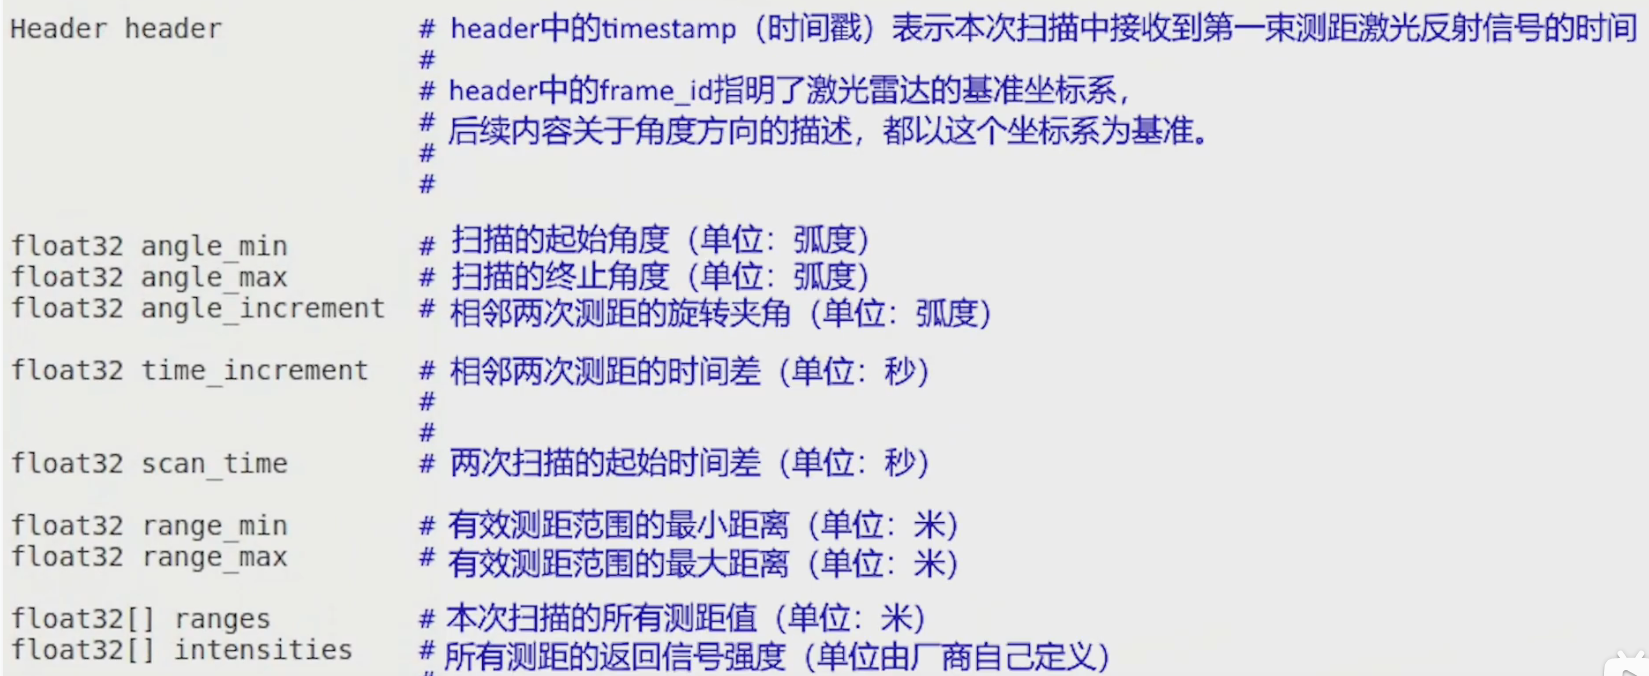 Header header # header中的timestamp（时间戳）表示本次扫描中接收到第一束测距激光反射信号的时间
#
# header中的frame_id指明了激光雷达的基准坐标系，
# 后续内容关于角度方向的描述，都以这个坐标系为基准。
#
#
float32 angle_min # 扫描的起始角度（单位：弧度）
float32 angle_max # 扫描的终止角度（单位：弧度）
float32 angle_increment # 相邻两次测距的旋转夹角（单位：弧度）
float32 time_increment # 相邻两次测距的时间差（单位：秒）
#
#
float32 scan_time # 两次扫描的起始时间差（单位：秒）
float32 range_min # 有效测距范围的最小距离（单位：米）
float32 range_max # 有效测距范围的最大距离（单位：米）
float32[] ranges # 本次扫描的所有测距值（单位：米）
float32[] intensities # 所有测距的返回信号强度（单位由厂商自己定义）
#